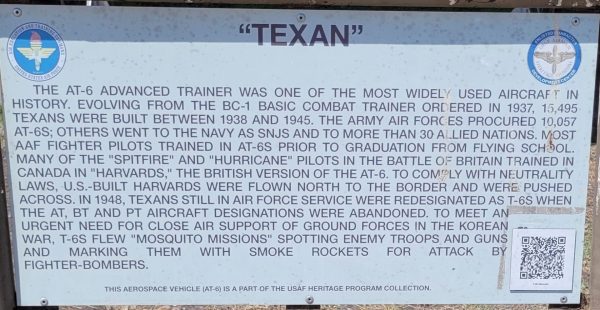 "TEXAN"
THE AT-6 ADVANCED TRAINER WAS ONE OF THE MOST WIDELY USED AIRCRAFT IN
HISTORY. EVOLVING FROM THE BC-1 BASIC COMBAT TRAINER ORDERED IN 1937, 15,495
TEXANS WERE BUILT BETWEEN 1938 AND 1945. THE ARMY AIR FORCES PROCURED 10,057
AT-6S; OTHERS WENT TO THE NAVY AS SNJS AND TO MORE THAN 30 ALLIED NATIONS. MOST
AAF FIGHTER PILOTS TRAINED IN AT-6S PRIOR TO GRADUATION FROM FLYING SCHOOL.
MANY OF THE "SPITFIRE" AND "HURRICANE" PILOTS IN THE BATTLE OF BRITAIN TRAINED IN
CANADA IN "HARVARDS," THE BRITISH VERSION OF THE AT-6. TO COMPLY WITH NEUTRALITY
LAWS, U.S.-BUILT HARVARDS WERE FLOWN NORTH TO THE BORDER AND WERE PUSHED
ACROSS. IN 1948, TEXANS STILL IN AIR FORCE SERVICE WERE REDESIGNATED AS T-6S WHEN
THE AT, BT AND PT AIRCRAFT DESIGNATIONS WERE ABANDONED. TO MEET AN
URGENT NEED FOR CLOSE AIR SUPPORT OF GROUND FORCES IN THE KOREAN
WAR, T-6S FLEW "MOSQUITO MISSIONS" SPOTTING ENEMY TROOPS AND GUNS
AND MARKING THEM WITH SMOKE ROCKETS FOR ATTACK BY
FIGHTER-BOMBERS.
THIS AEROSPACE VEHICLE (AT-6) IS A PART OF THE USAF HERITAGE PROGRAM COLLECTION.